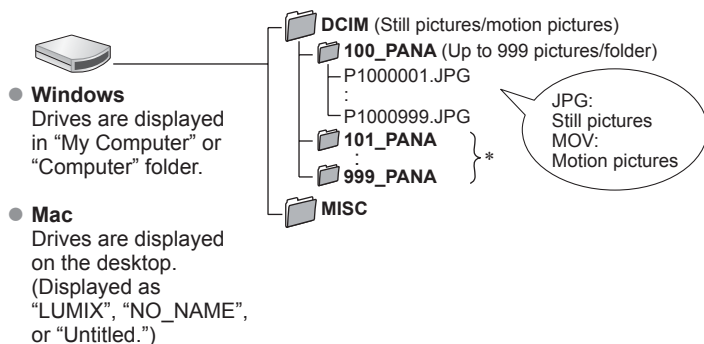 ● Windows
Drives are displayed
in “My Computer” or
“Computer” folder.
● Mac
Drives are displayed
on the desktop.
(Displayed as
“LUMIX”, “NO_NAME”,
or “Untitled.”)
DCIM (Still pictures/motion pictures)
100_PANA (Up to 999 pictures/folder)
P1000001.JPG
:
P1000999.JPG
101_PANA
:
999_PANA
*
MISC
JPG:
Still pictures
MOV:
Motion pictures